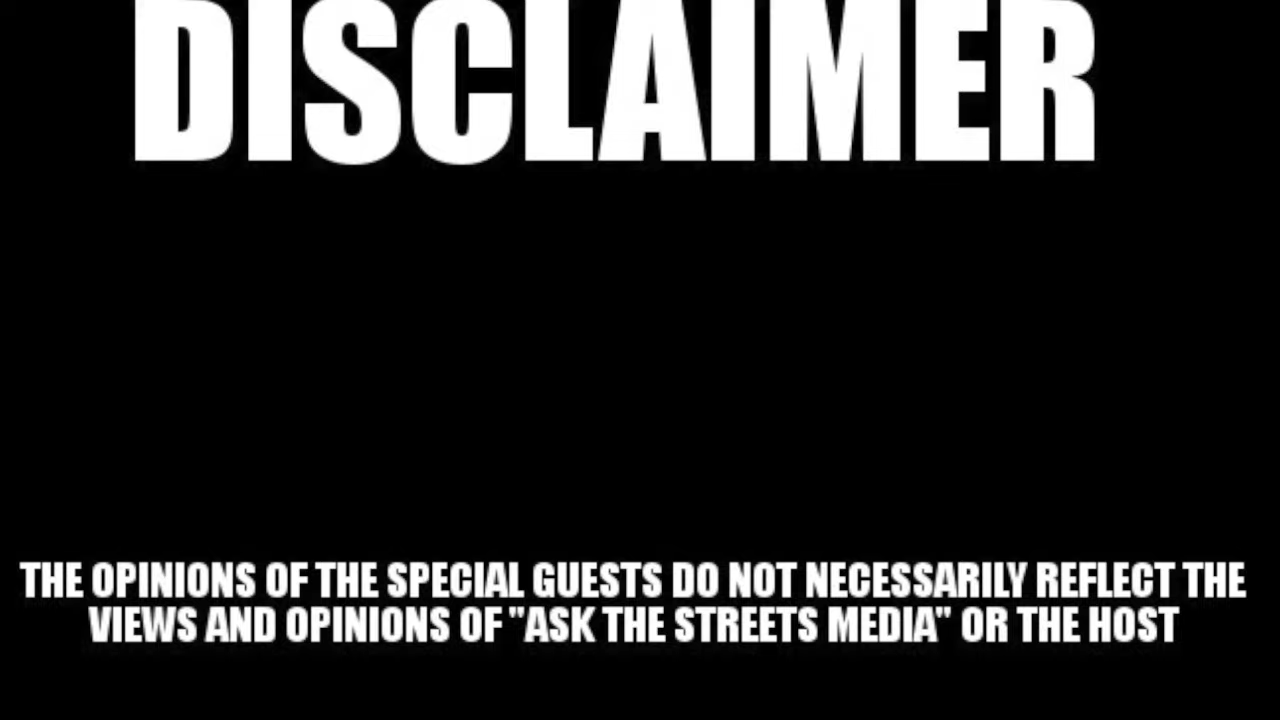 DISCLAIMER
THE OPINIONS OF THE SPECIAL GUESTS DO NOT NECESSARILY REFLECT THE
VIEWS AND OPINIONS OF "ASK THE STREETS MEDIA" OR THE HOST